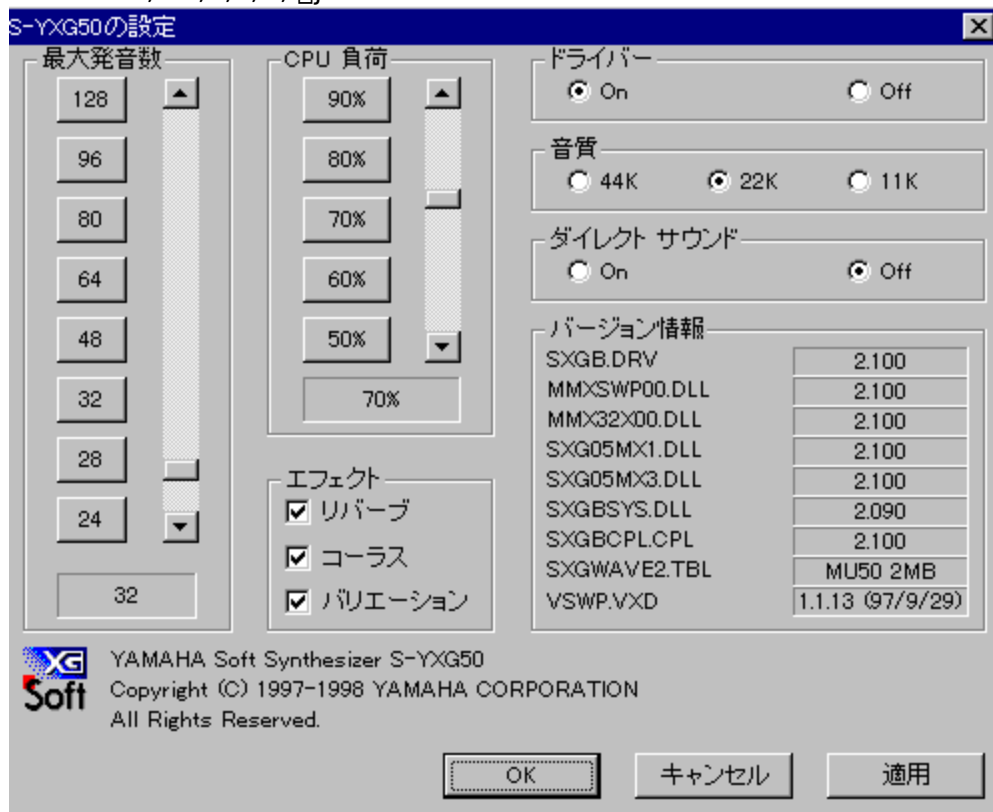 S-YXG50の設定
最大発音数
128
96
80
64
48
32
28
24
32
CPU 負荷
90%
80%
70%
60%
50%
70%
エフェクト
リバーブ
コーラス
バリエーション
ドライバー
On Off
音質
44K 22K 11K
ダイレクト サウンド
On Off
バージョン情報
SXGB.DRV 2.100
MMXSWP00.DLL 2.100
MMX32X00.DLL 2.100
SXG05MX1.DLL 2.100
SXG05MX3.DLL 2.100
SXGBSYS.DLL 2.090
SXGBCPL.CPL 2.100
SXGWAVE2.TBL MU50 2MB
VSWP.VXD 1.1.13 (97/9/29)
XG
Soft
YAMAHA Soft Synthesizer S-YXG50
Copyright (C) 1997-1998 YAMAHA CORPORATION
All Rights Reserved.
OK キャンセル 適用